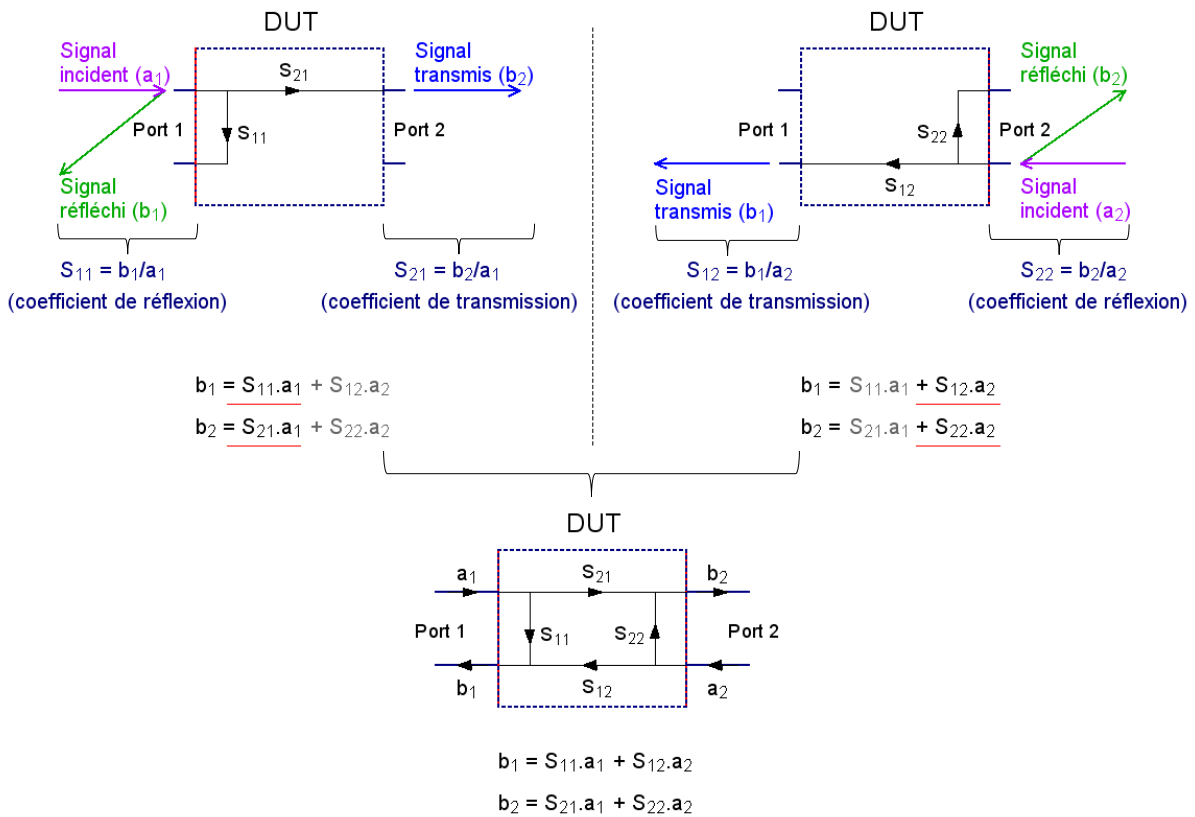 DUT
Signal
incident (a₁)
S₂₁
Signal
transmis (b₂)
Port 1
S₁₁
Port 2
Signal
réfléchi (b₁)
S₁₁ = b₁/a₁
(coefficient de réflexion)
S₂₁ = b₂/a₁
(coefficient de transmission)
b₁ = S₁₁.a₁ + S₁₂.a₂
b₂ = S₂₁.a₁ + S₂₂.a₂
DUT
Signal
réfléchi (b₂)
Port 1
S₂₂
Port 2
S₁₂
Signal
transmis (b₁)
Signal
incident (a₂)
S₁₂ = b₁/a₂
(coefficient de transmission)
S₂₂ = b₂/a₂
(coefficient de réflexion)
b₁ = S₁₁.a₁ + S₁₂.a₂
b₂ = S₂₁.a₁ + S₂₂.a₂
DUT
a₁
S₂₁
b₂
Port 1
S₁₁
S₂₂
Port 2
b₁
S₁₂
a₂
b₁ = S₁₁.a₁ + S₁₂.a₂
b₂ = S₂₁.a₁ + S₂₂.a₂